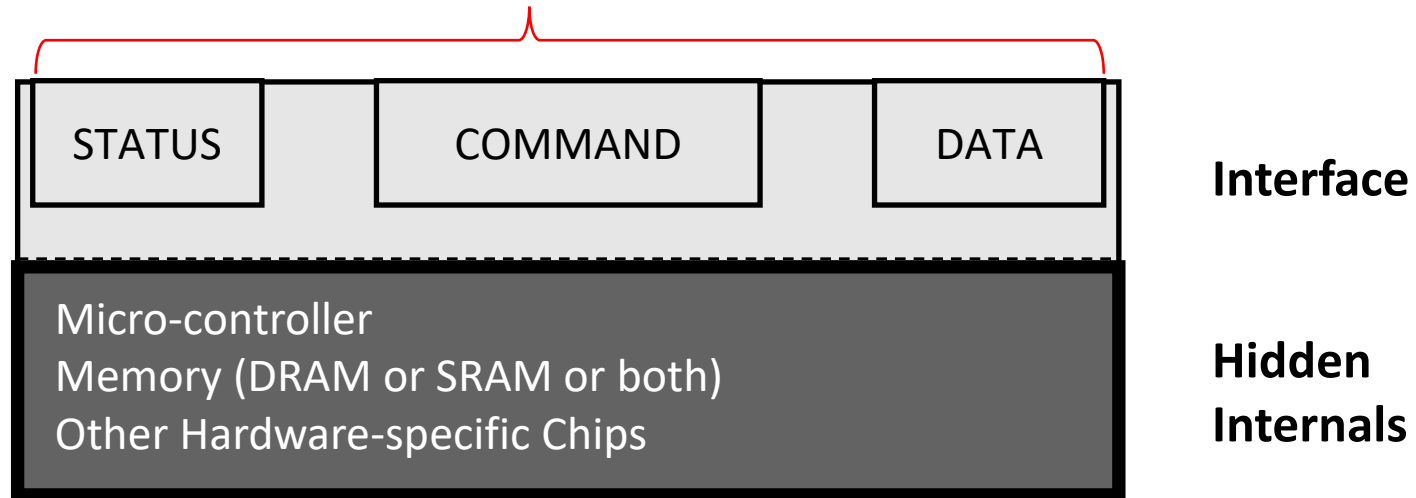 STATUS COMMAND DATA
Interface
Micro-controller
Memory (DRAM or SRAM or both)
Other Hardware-specific Chips
Hidden
Internals